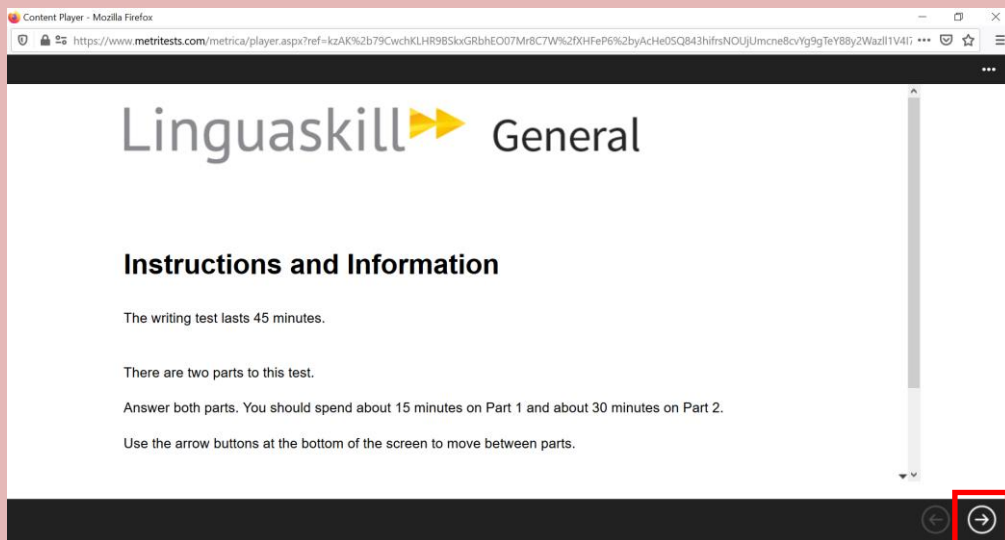 Content Player - Mozilla Firefox
https://www.metritests.com/metrica/player.aspx?ref=kzAK%2b79CwchKLHR9BSkxGRbhEO07Mr8C7W%2fXHFeP6%2byAcHe0SQ843hifrsNOUjUmcne8cvYg9gTeY88y2Wazll1V4I7
Linguaskill General
Instructions and Information
The writing test lasts 45 minutes.
There are two parts to this test.
Answer both parts. You should spend about 15 minutes on Part 1 and about 30 minutes on Part 2.
Use the arrow buttons at the bottom of the screen to move between parts.